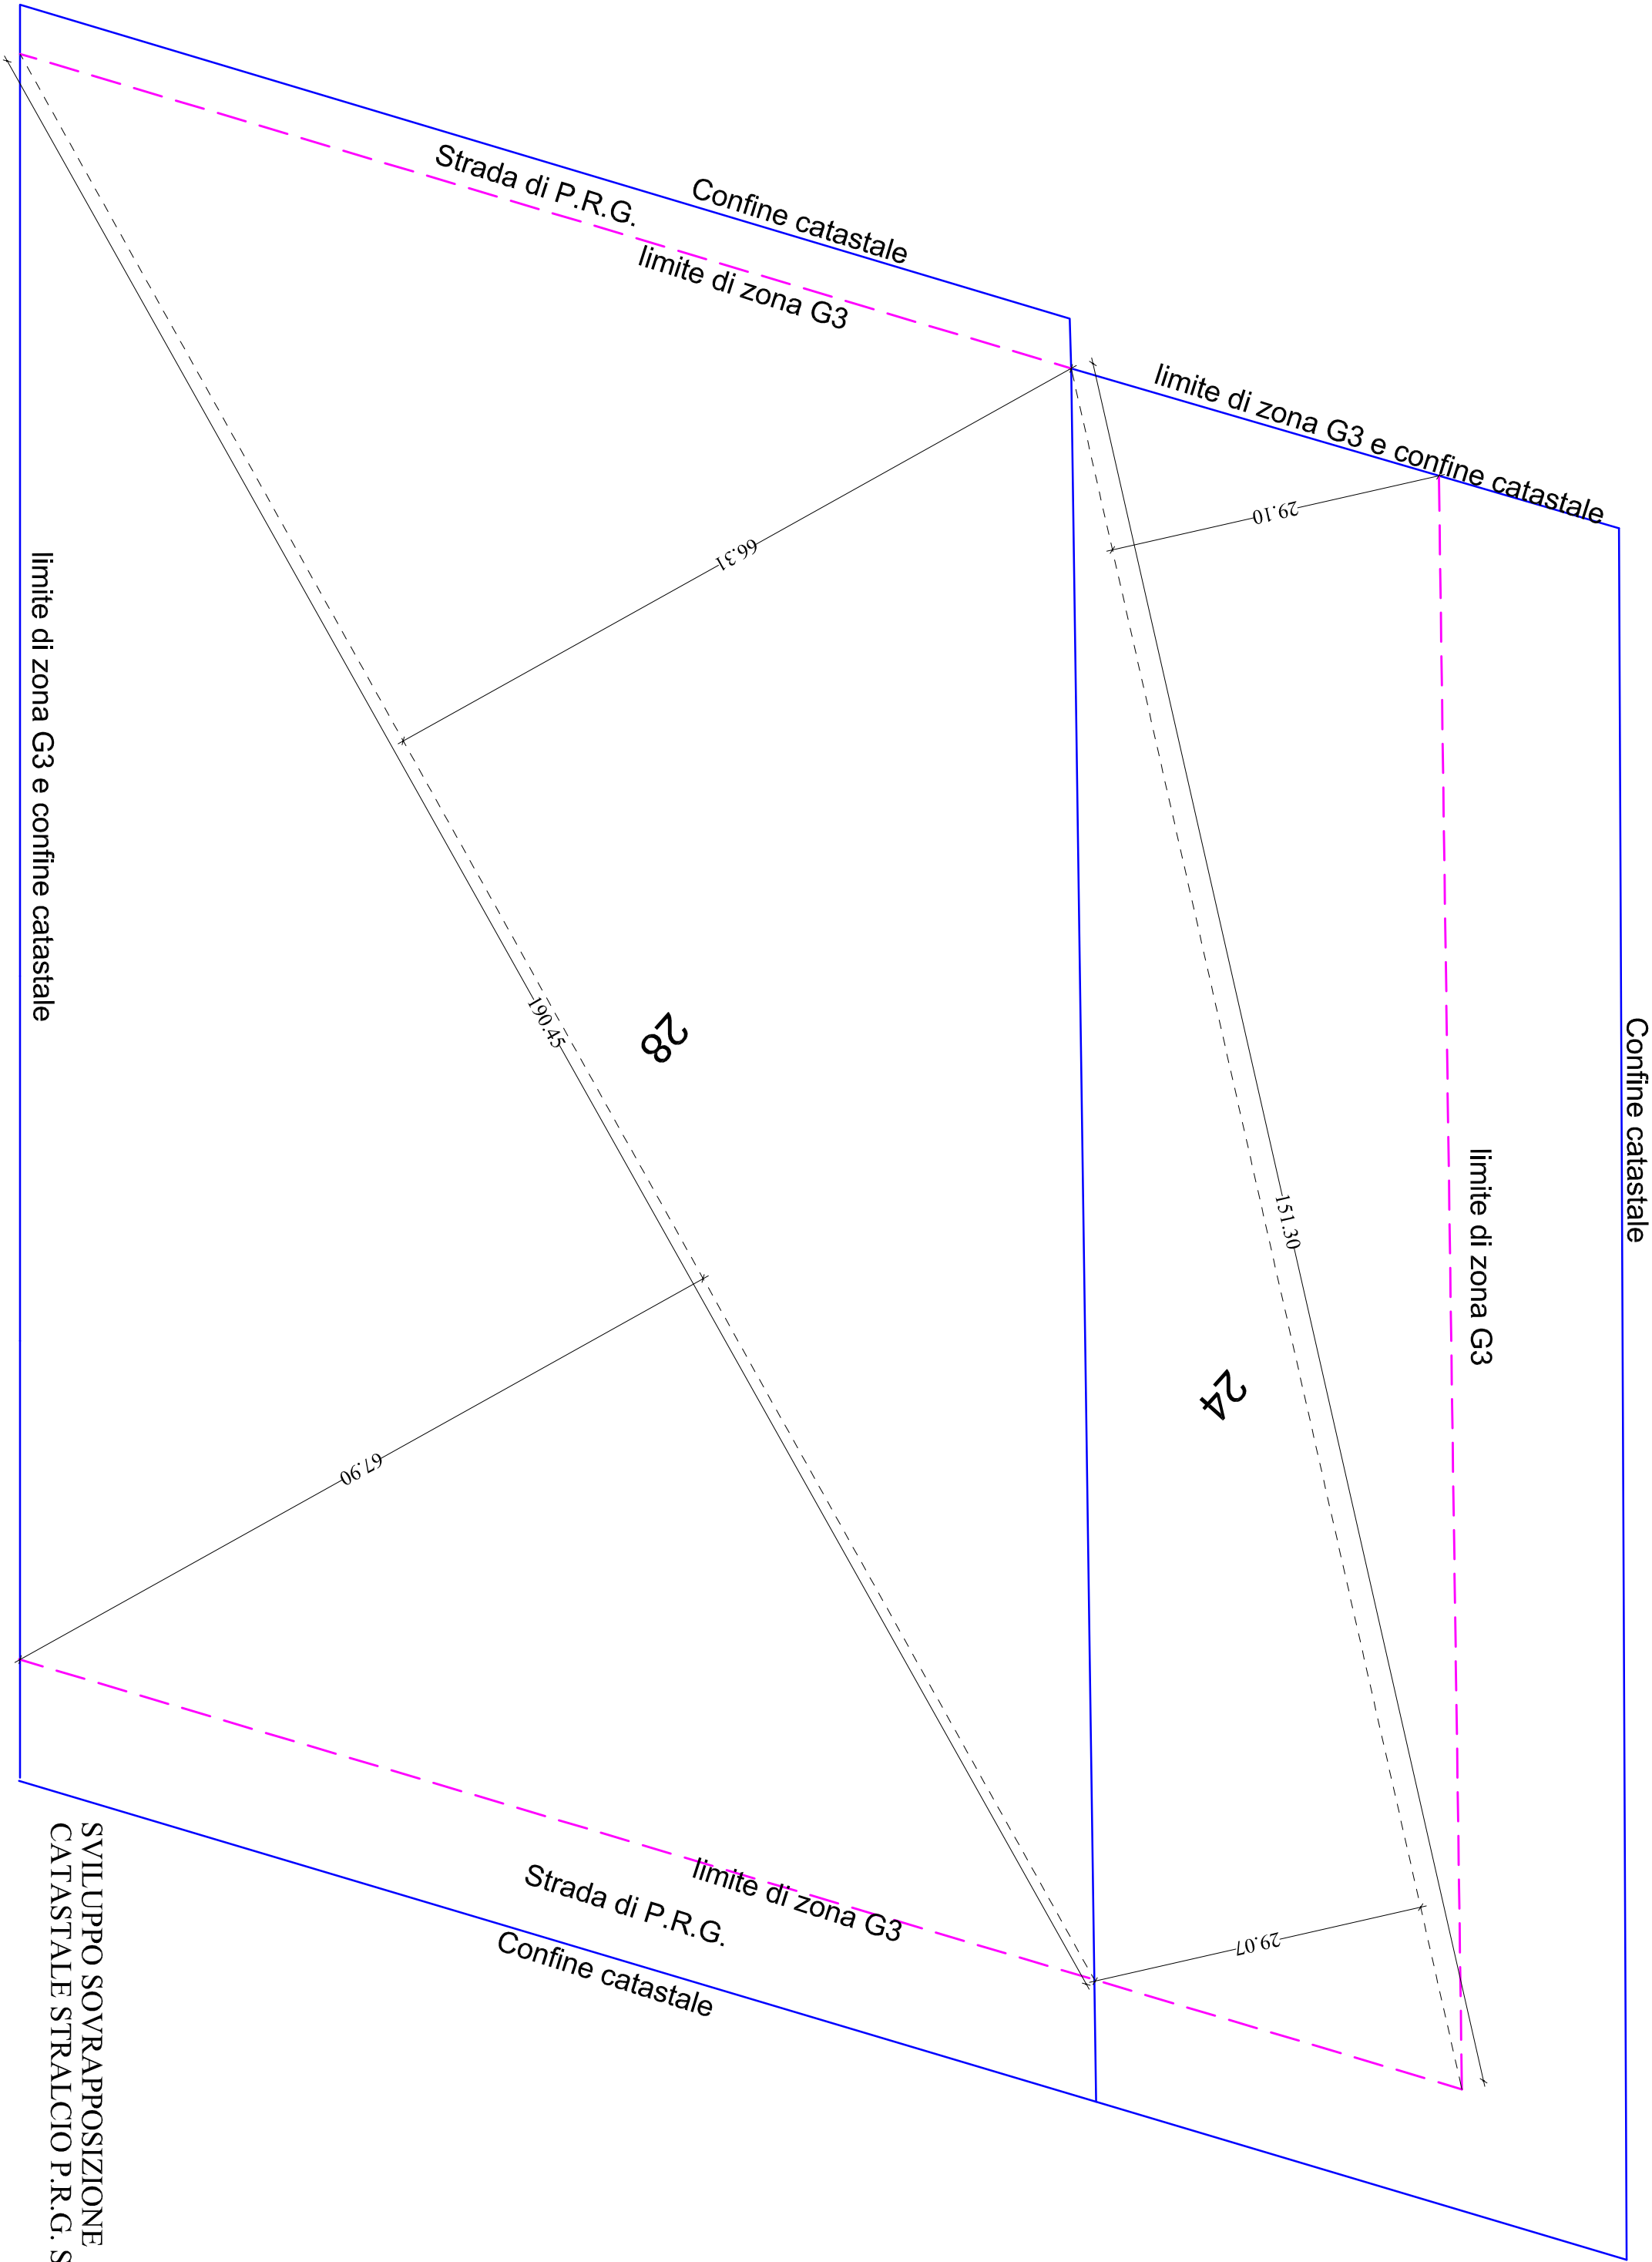 Strada di P.R.G.
Confine catastale
limite di zona G3
limite di zona G3 e confine catastale
29.10
66.31
limite di zona G3 e confine catastale
190.45
28
Confine catastale
151.30
limite di zona G3
24
67.90
limite di zona G3
Strada di P.R.G.
Confine catastale
29.07
SVILUPPO SOVRAPPOSIZIONE
CATASTALE STRALCIO P.R.G. S